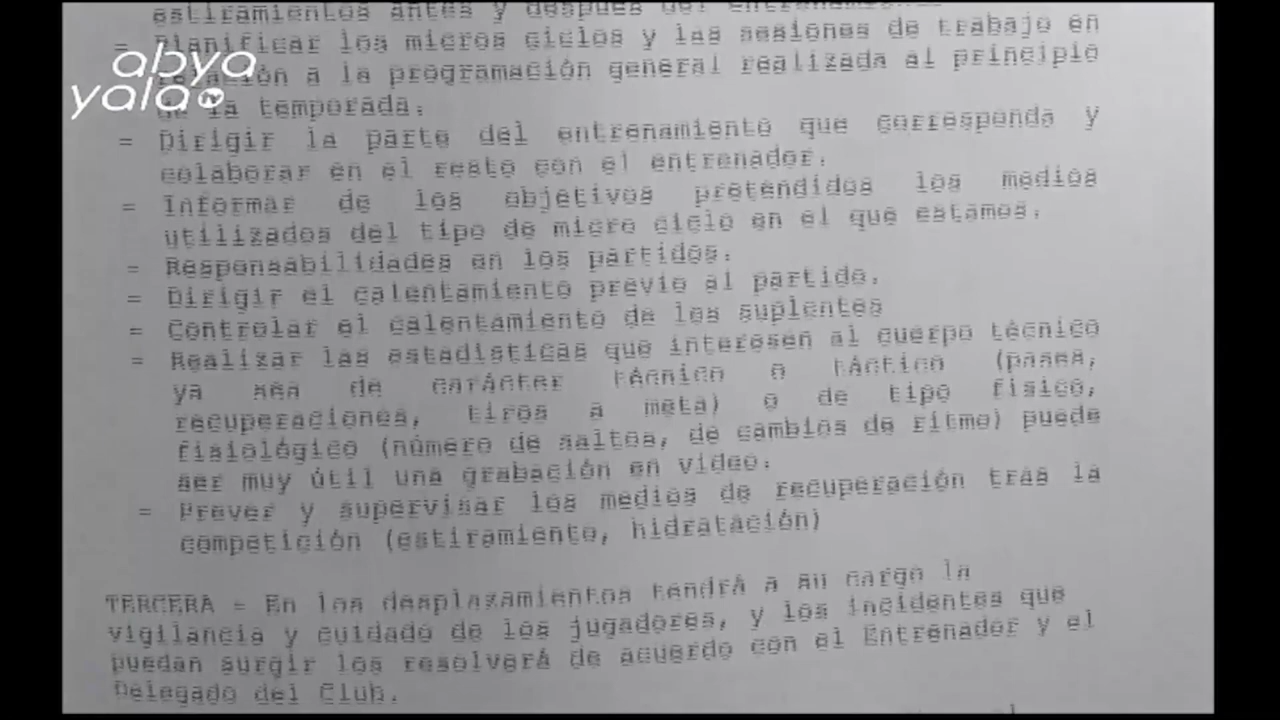 estiramientos antes y después del
abya
yala tv
- Planificar los micros ciclos y las sesiones de trabajo en
relación a la programación general realizada al principio
de la temporada.
- Dirigir la parte del entrenamiento que corresponda y
colaborar en el resto con el entrenador.
- Informar de los objetivos pretendidos los medios
utilizados del tipo de micro ciclo en el que estamos.
- Responsabilidades en los partidos.
- Dirigir el calentamiento previo al partido.
- Controlar el calentamiento de los suplentes
- Realizar las estadísticas que interesen al cuerpo técnico
ya sea de carácter técnico o táctico (pases,
recuperaciones, tiros a meta) o de tipo físico,
fisiológico (número de saltos, de cambios de ritmo) puede
ser muy útil una grabación en video.
- Prever y supervisar los medios de recuperación tras la
competición (estiramiento, hidratación)
TERCERA - En los desplazamientos tendrá a su cargo la
vigilancia y cuidado de los jugadores, y los incidentes que
puedan surgir los resolverá de acuerdo con el Entrenador y el
Delegado del Club.